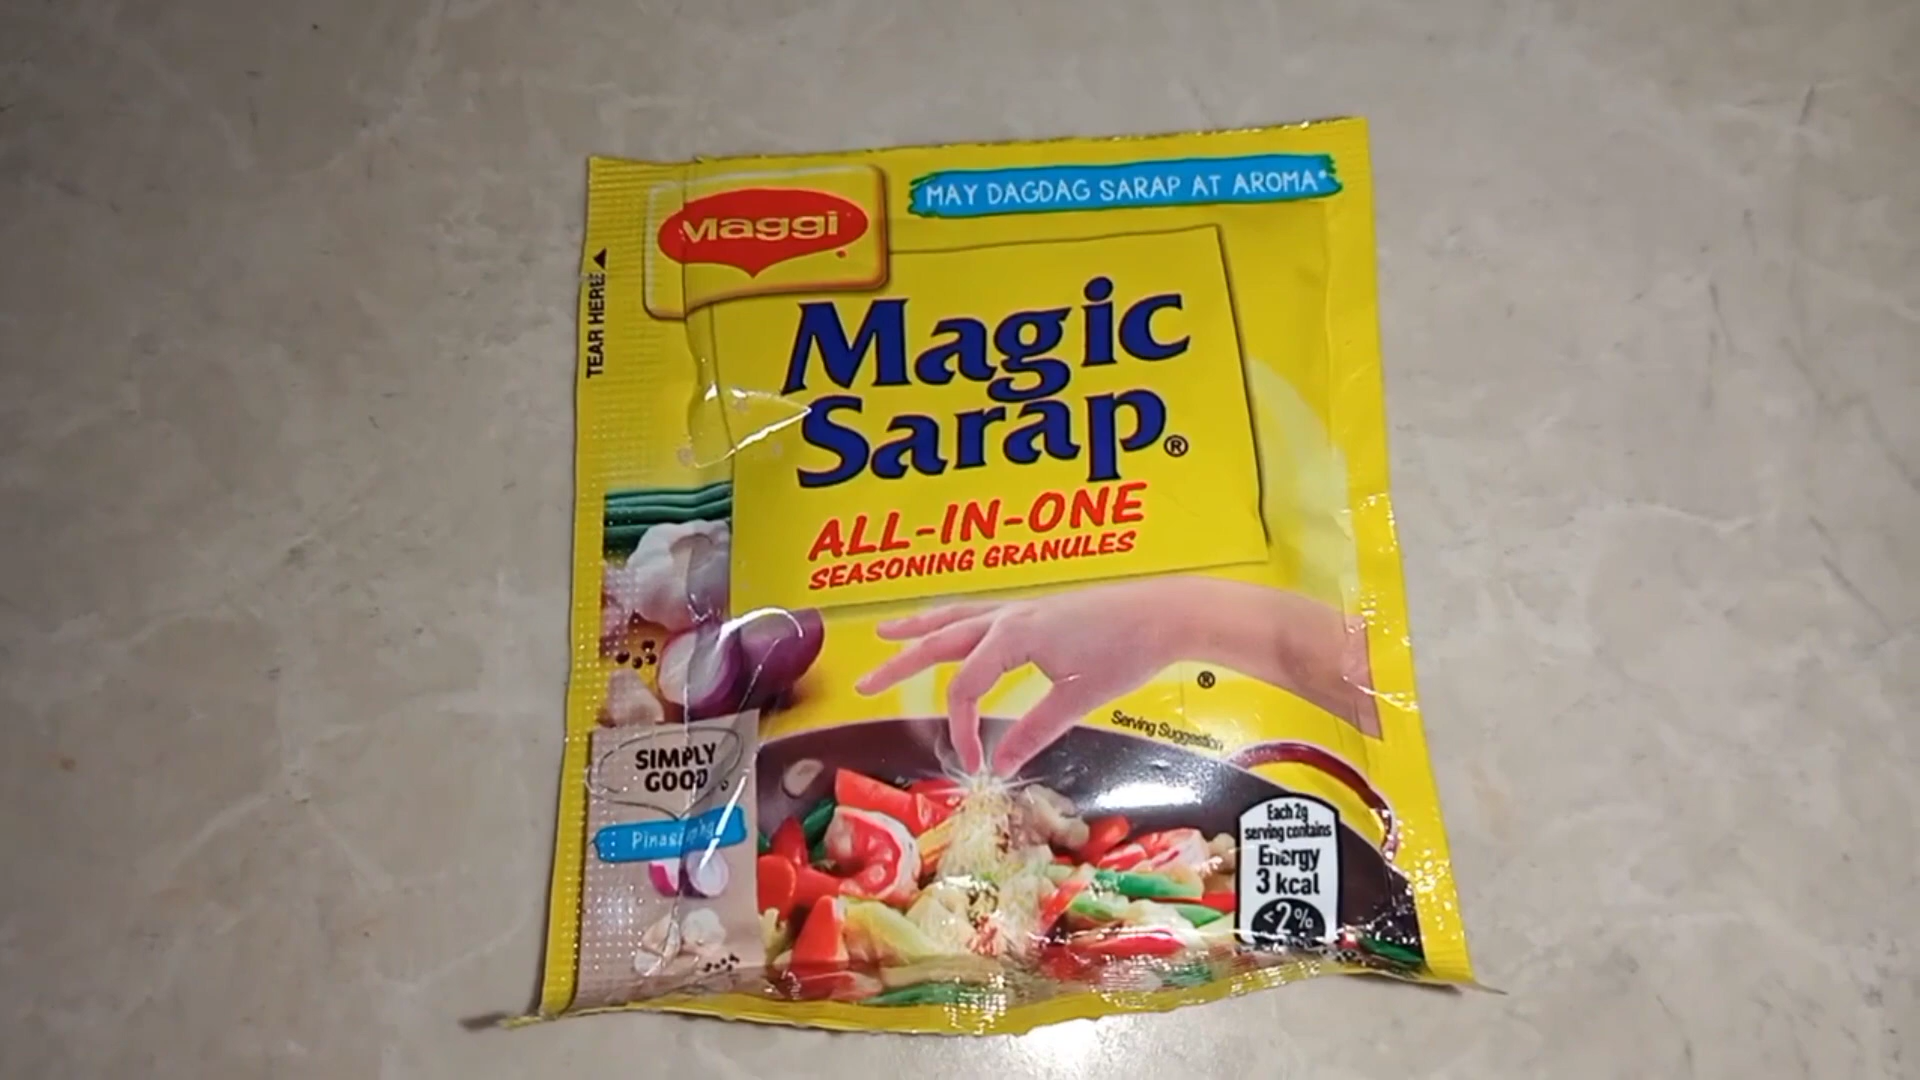 MAY DAGDAG SARAP AT AROMA*
Maggi
TEAR HERE
Magic
Sarap®
ALL-IN-ONE
SEASONING GRANULES
®
Serving Suggestion
SIMPLY
GOOD
Each 2g
serving contains
Energy
3 kcal
<2%